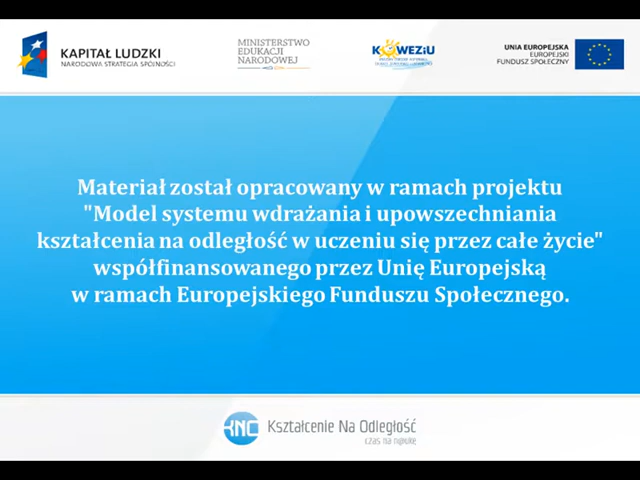 KAPITAŁ LUDZKI
NARODOWA STRATEGIA SPÓJNOŚCI
MINISTERSTWO
EDUKACJI
NARODOWEJ
KOWEZiU
UNIA EUROPEJSKA
EUROPEJSKI
FUNDUSZ SPOŁECZNY
Materiał został opracowany w ramach projektu
"Model systemu wdrażania i upowszechniania
kształcenia na odległość w uczeniu się przez całe życie"
współfinansowanego przez Unię Europejską
w ramach Europejskiego Funduszu Społecznego.
KNO Kształcenie Na Odległość
czas na naukę